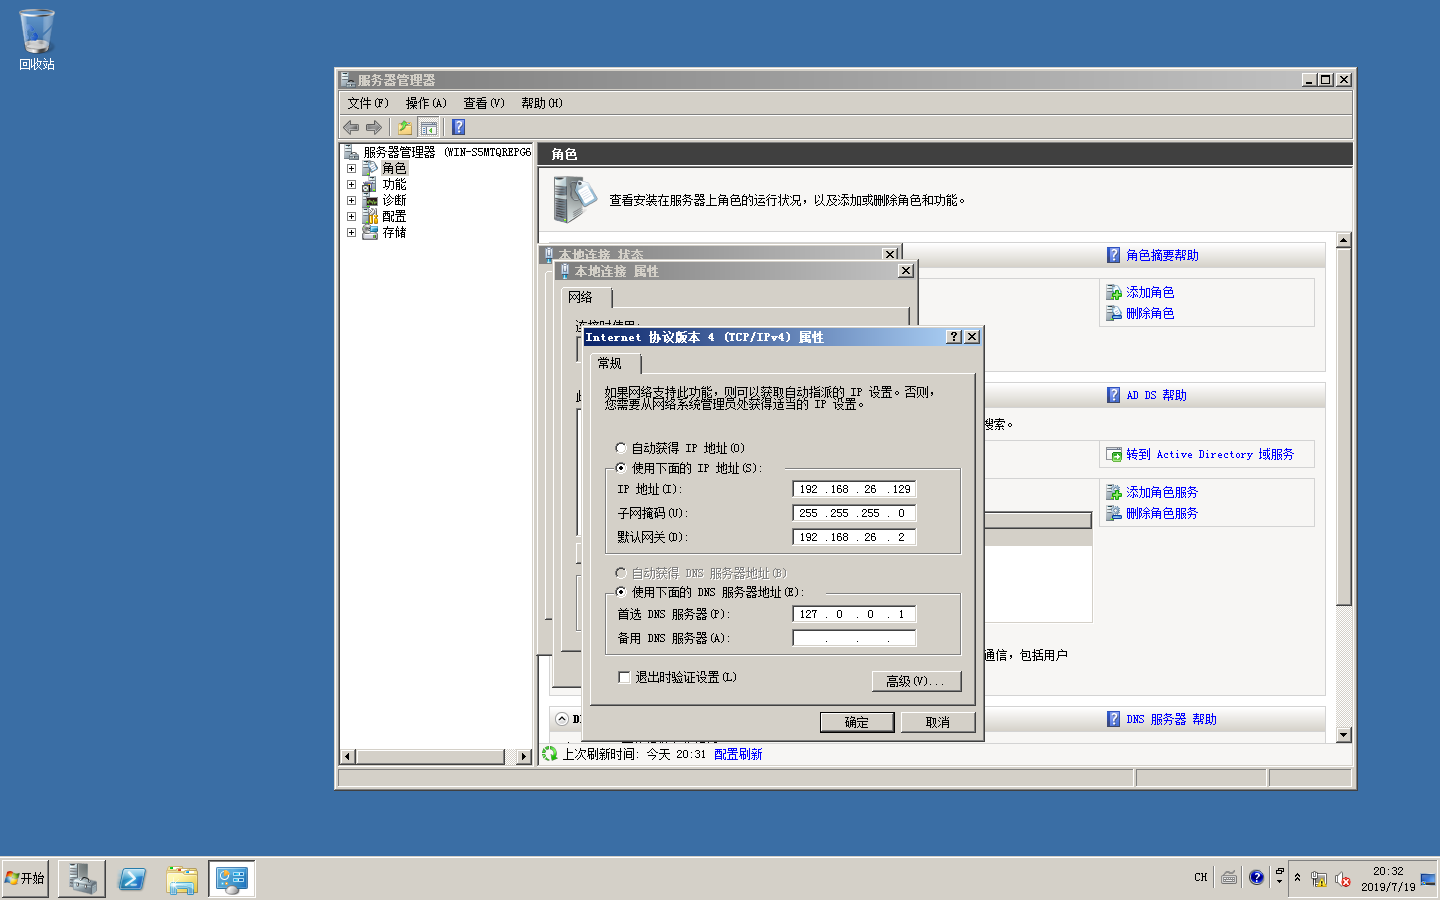 回收站
服务器管理器
文件(F) 操作(A) 查看(V) 帮助(H)
服务器管理器 (WIN-S5MTQREPG6
角色
功能
诊断
配置
存储
角色
查看安装在服务器上角色的运行状况，以及添加或删除角色和功能。
角色摘要帮助
添加角色
删除角色
AD DS 帮助
搜索。
转到 Active Directory 域服务
添加角色服务
删除角色服务
通信，包括用户
DNS 服务器 帮助
上次刷新时间: 今天 20:31 配置刷新
本地连接 状态
本地连接 属性
网络
连接时使用:
Internet 协议版本 4 (TCP/IPv4) 属性
常规
如果网络支持此功能，则可以获取自动指派的 IP 设置。否则，
您需要从网络系统管理员处获得适当的 IP 设置。
自动获得 IP 地址(O)
使用下面的 IP 地址(S):
IP 地址(I): 192 .168 . 26 .129
子网掩码(U): 255 .255 .255 . 0
默认网关(D): 192 .168 . 26 . 2
自动获得 DNS 服务器地址(B)
使用下面的 DNS 服务器地址(E):
首选 DNS 服务器(P): 127 . 0 . 0 . 1
备用 DNS 服务器(A): . . .
退出时验证设置(L)
高级(V)...
确定 取消
开始
CH
20:32
2019/7/19